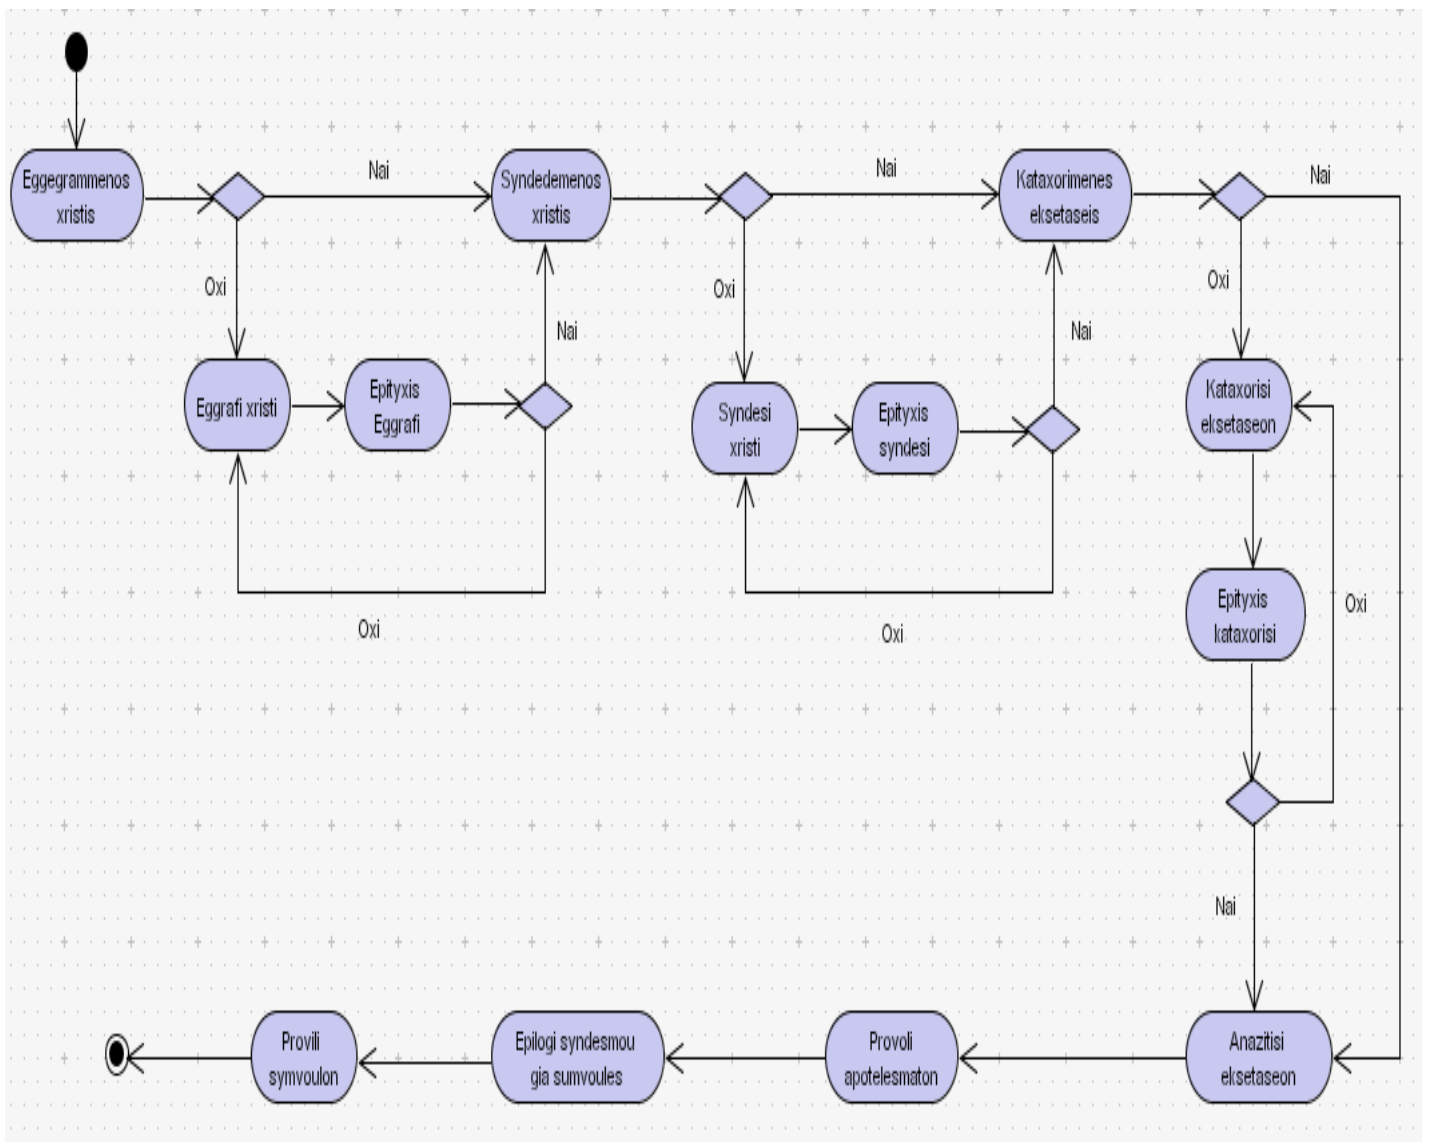 Eggegrammenos
xristis
Nai
Syndedemenos
xristis
Nai
Kataxorimenes
eksetaseis
Nai
Oxi
Oxi
Oxi
Nai
Nai
Eggrafi xristi
Epityxis
Eggrafi
Syndesi
xristi
Epityxis
syndesi
Kataxorisi
eksetaseon
Oxi
Oxi
Epityxis
kataxorisi
Oxi
Nai
Provili
symvoulon
Epilogi syndesmou
gia sumvoules
Provoli
apotelesmaton
Anazitisi
eksetaseon